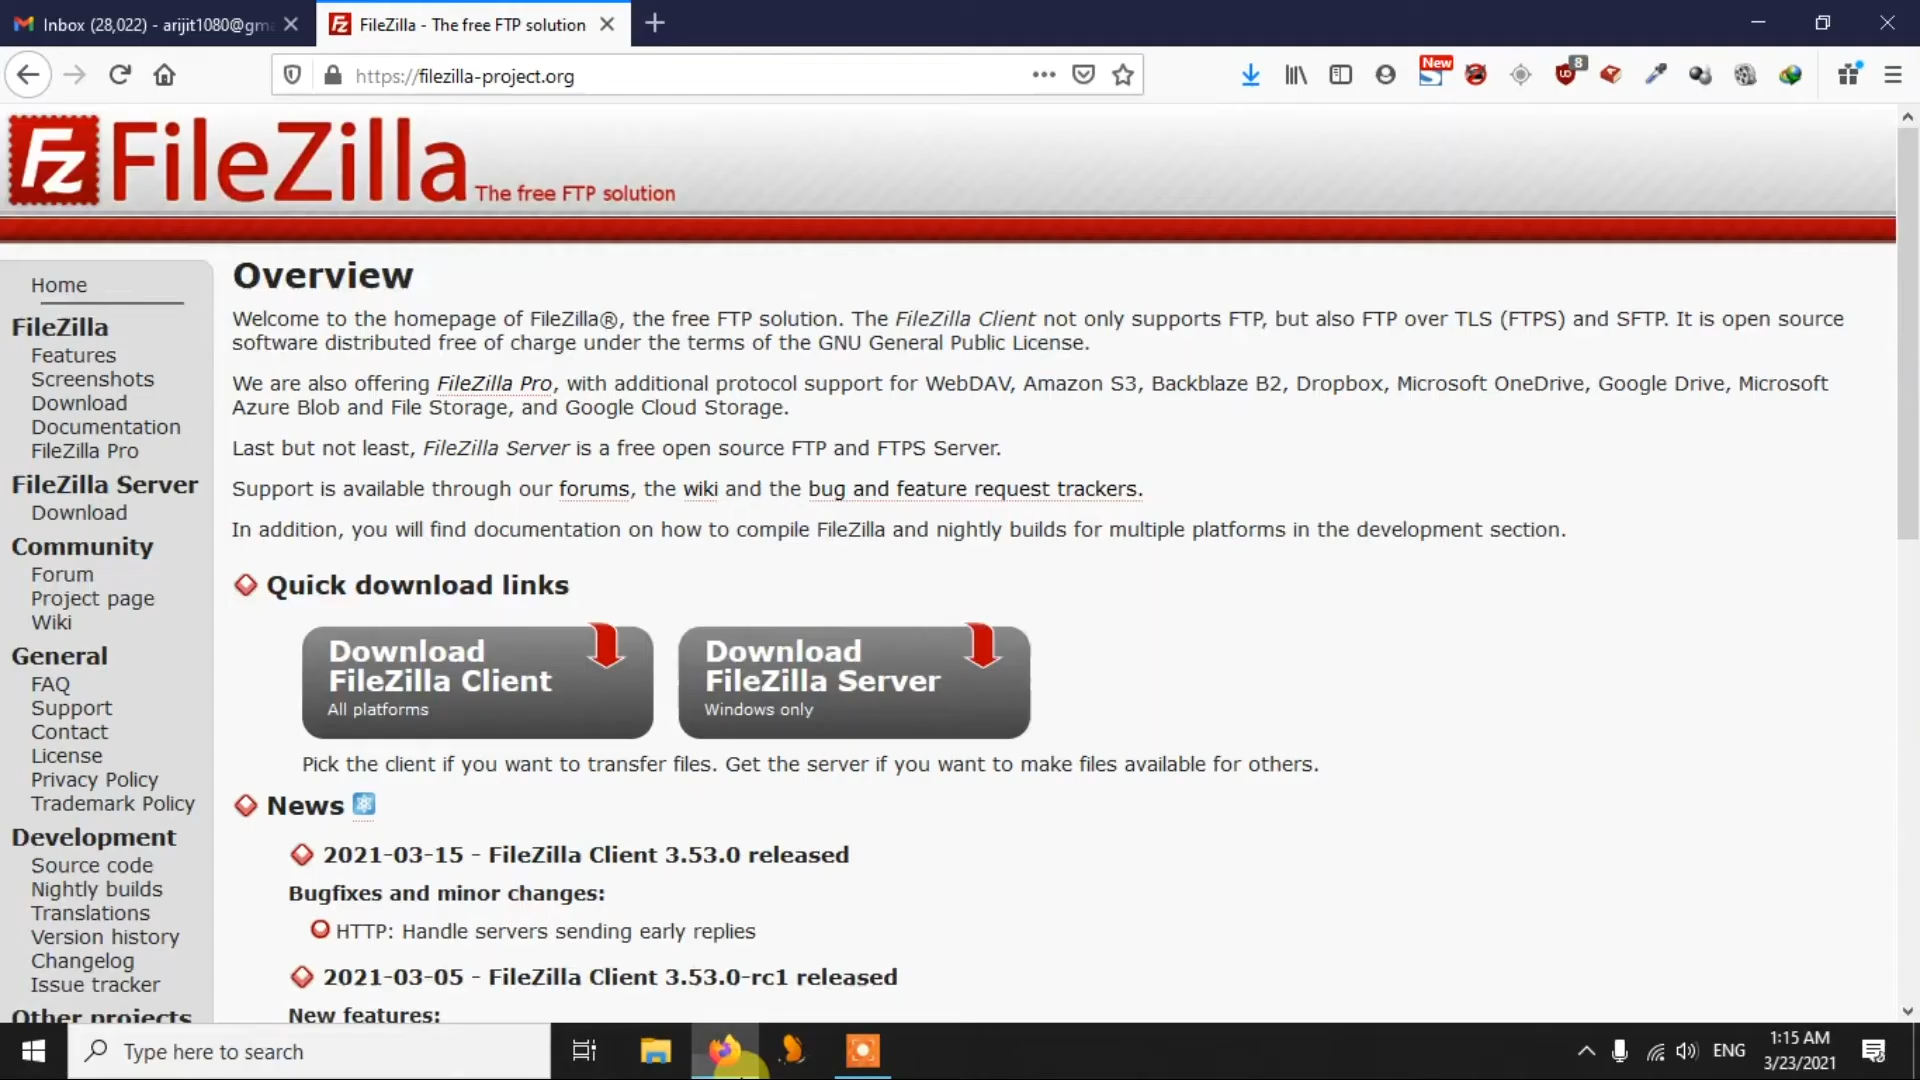 Inbox (28,022) - arijit1080@gm
FileZilla - The free FTP solution
https://filezilla-project.org
New
8
FileZilla The free FTP solution
Home
FileZilla
Features
Screenshots
Download
Documentation
FileZilla Pro
FileZilla Server
Download
Community
Forum
Project page
Wiki
General
FAQ
Support
Contact
License
Privacy Policy
Trademark Policy
Development
Source code
Nightly builds
Translations
Version history
Changelog
Issue tracker
Other projects
Overview
Welcome to the homepage of FileZilla®, the free FTP solution. The FileZilla Client not only supports FTP, but also FTP over TLS (FTPS) and SFTP. It is open source
software distributed free of charge under the terms of the GNU General Public License.
We are also offering FileZilla Pro, with additional protocol support for WebDAV, Amazon S3, Backblaze B2, Dropbox, Microsoft OneDrive, Google Drive, Microsoft
Azure Blob and File Storage, and Google Cloud Storage.
Last but not least, FileZilla Server is a free open source FTP and FTPS Server.
Support is available through our forums, the wiki and the bug and feature request trackers.
In addition, you will find documentation on how to compile FileZilla and nightly builds for multiple platforms in the development section.
Quick download links
Download
FileZilla Client
All platforms
Download
FileZilla Server
Windows only
Pick the client if you want to transfer files. Get the server if you want to make files available for others.
News
2021-03-15 - FileZilla Client 3.53.0 released
Bugfixes and minor changes:
HTTP: Handle servers sending early replies
2021-03-05 - FileZilla Client 3.53.0-rc1 released
New features:
Type here to search
ENG
1:15 AM
3/23/2021